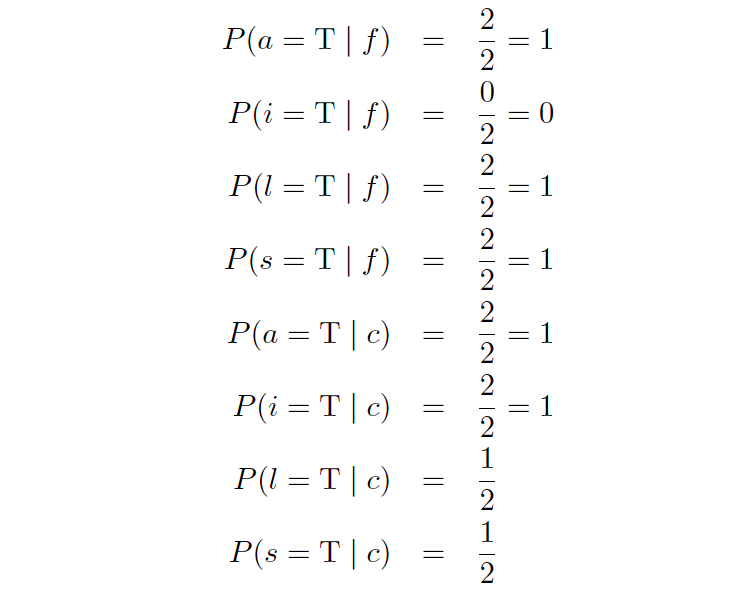 P(a = T | f) = 2/2 = 1
P(i = T | f) = 0/2 = 0
P(l = T | f) = 2/2 = 1
P(s = T | f) = 2/2 = 1
P(a = T | c) = 2/2 = 1
P(i = T | c) = 2/2 = 1
P(l = T | c) = 1/2
P(s = T | c) = 1/2